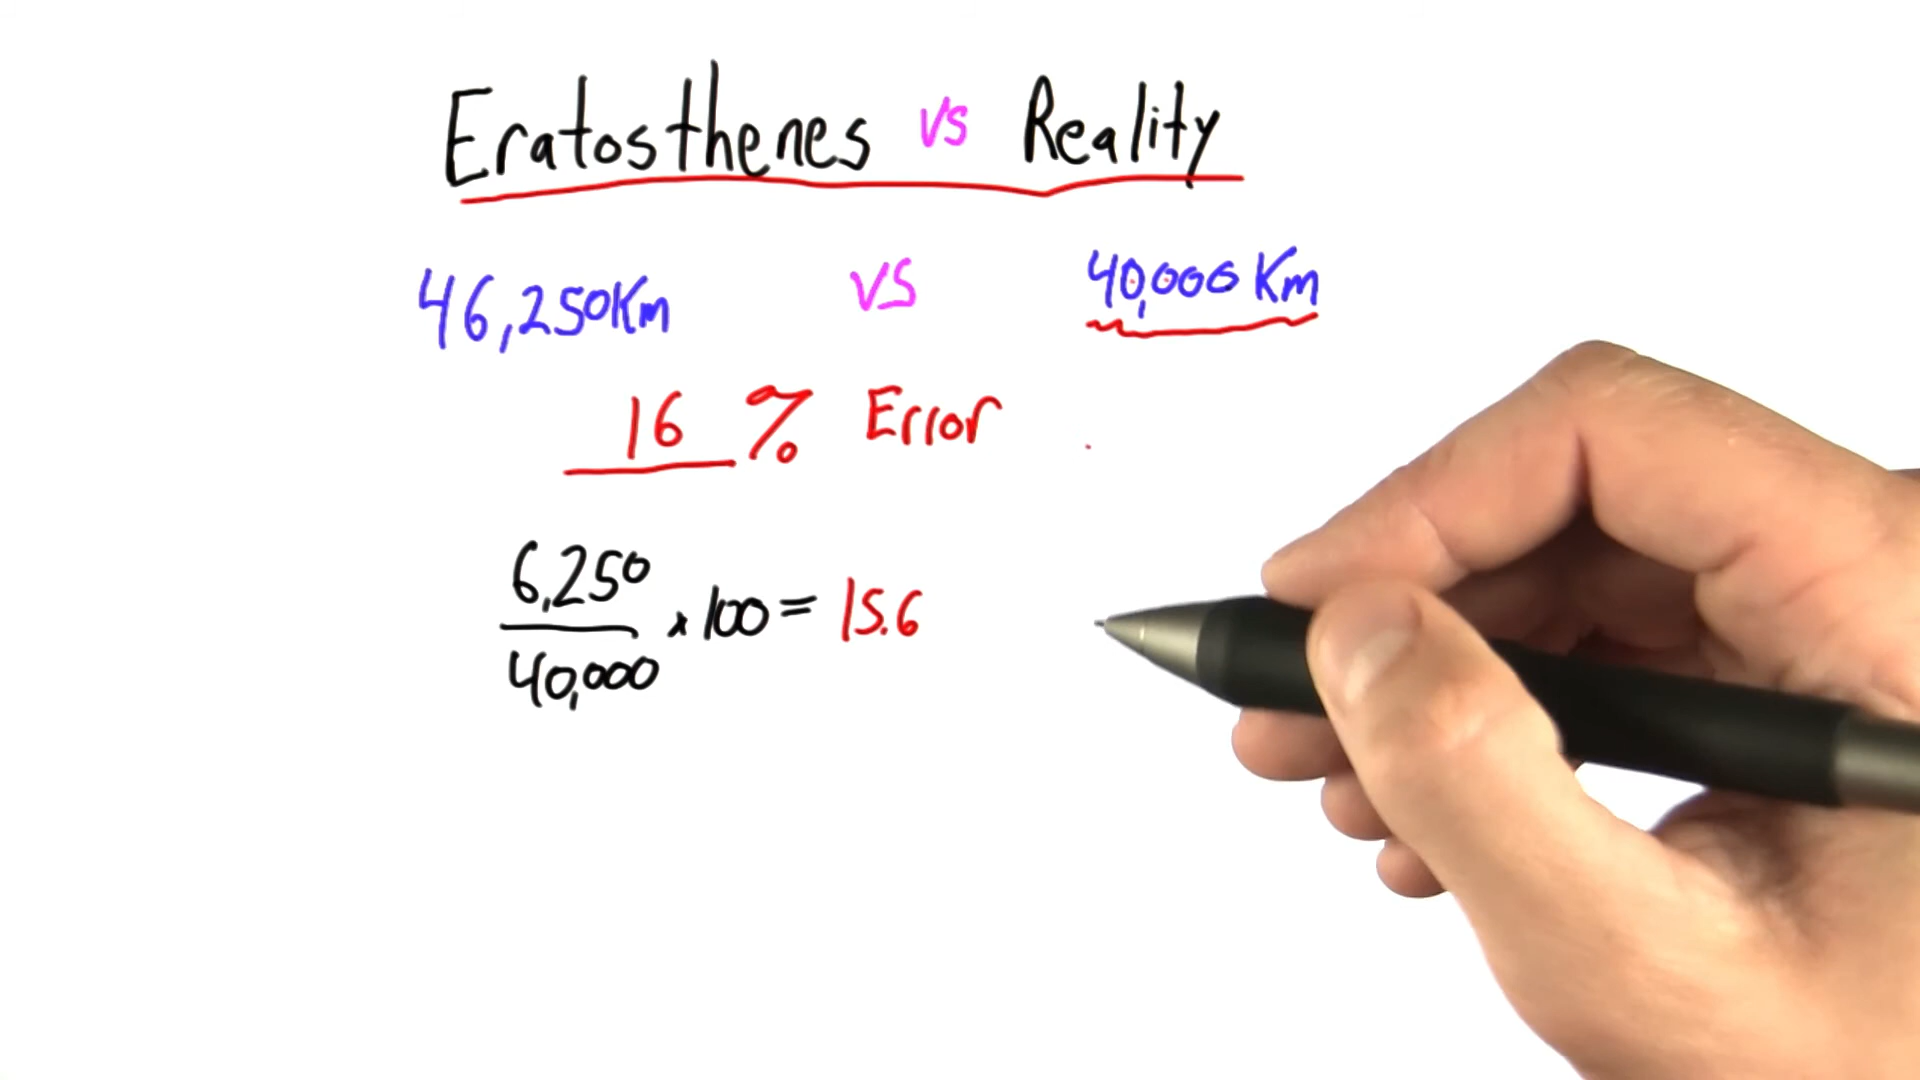 Eratosthenes vs Reality
46,250Km vs 40,000 Km
16 % Error
6,250
40,000
x 100 = 15.6